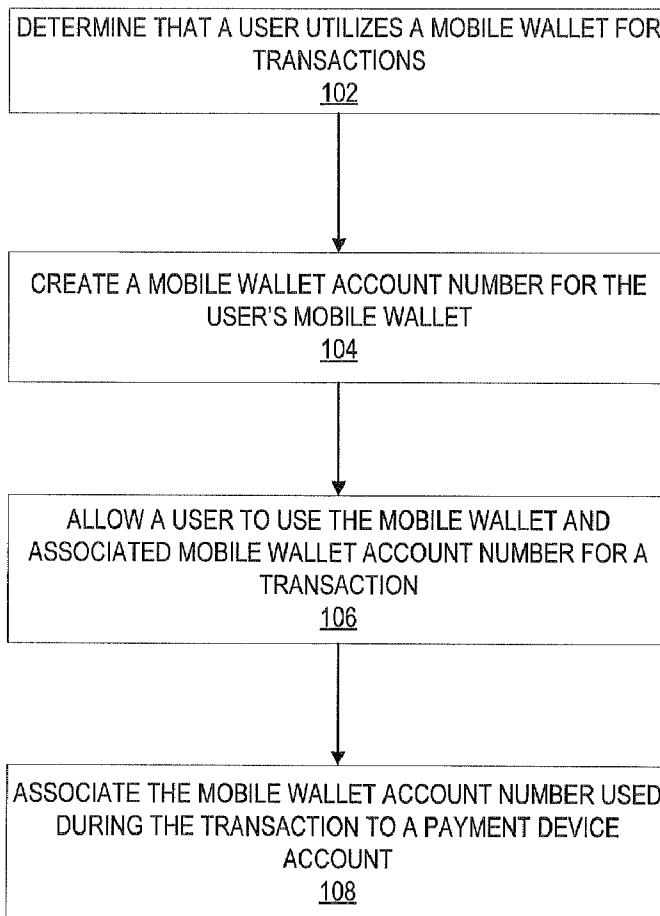 DETERMINE THAT A USER UTILIZES A MOBILE WALLET FOR
TRANSACTIONS
102
CREATE A MOBILE WALLET ACCOUNT NUMBER FOR THE
USER'S MOBILE WALLET
104
ALLOW A USER TO USE THE MOBILE WALLET AND
ASSOCIATED MOBILE WALLET ACCOUNT NUMBER FOR A
TRANSACTION
106
ASSOCIATE THE MOBILE WALLET ACCOUNT NUMBER USED
DURING THE TRANSACTION TO A PAYMENT DEVICE
ACCOUNT
108